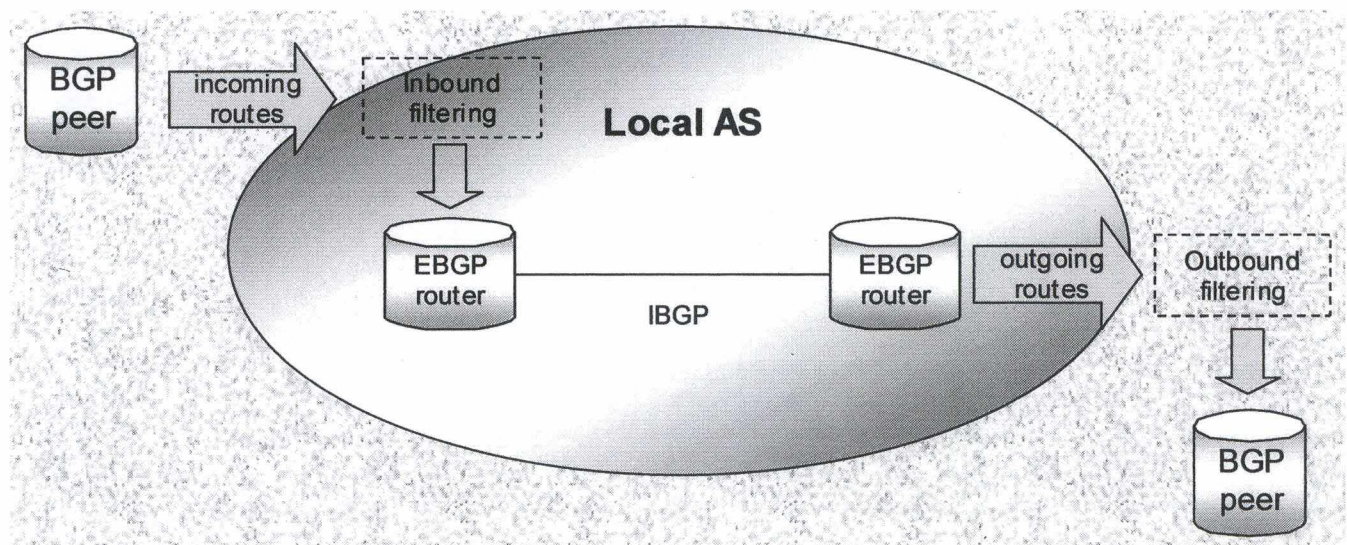 BGP
peer
incoming
routes
Inbound
filtering
Local AS
EBGP
router
IBGP
EBGP
router
outgoing
routes
Outbound
filtering
BGP
peer